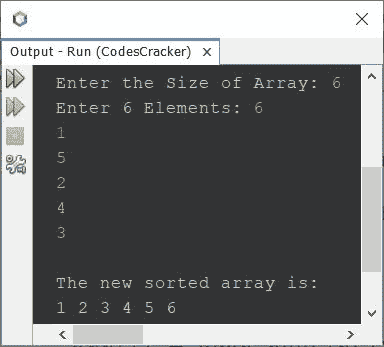 Output - Run (CodesCracker)
Enter the Size of Array: 6
Enter 6 Elements: 6
1
5
2
4
3
The new sorted array is:
1 2 3 4 5 6